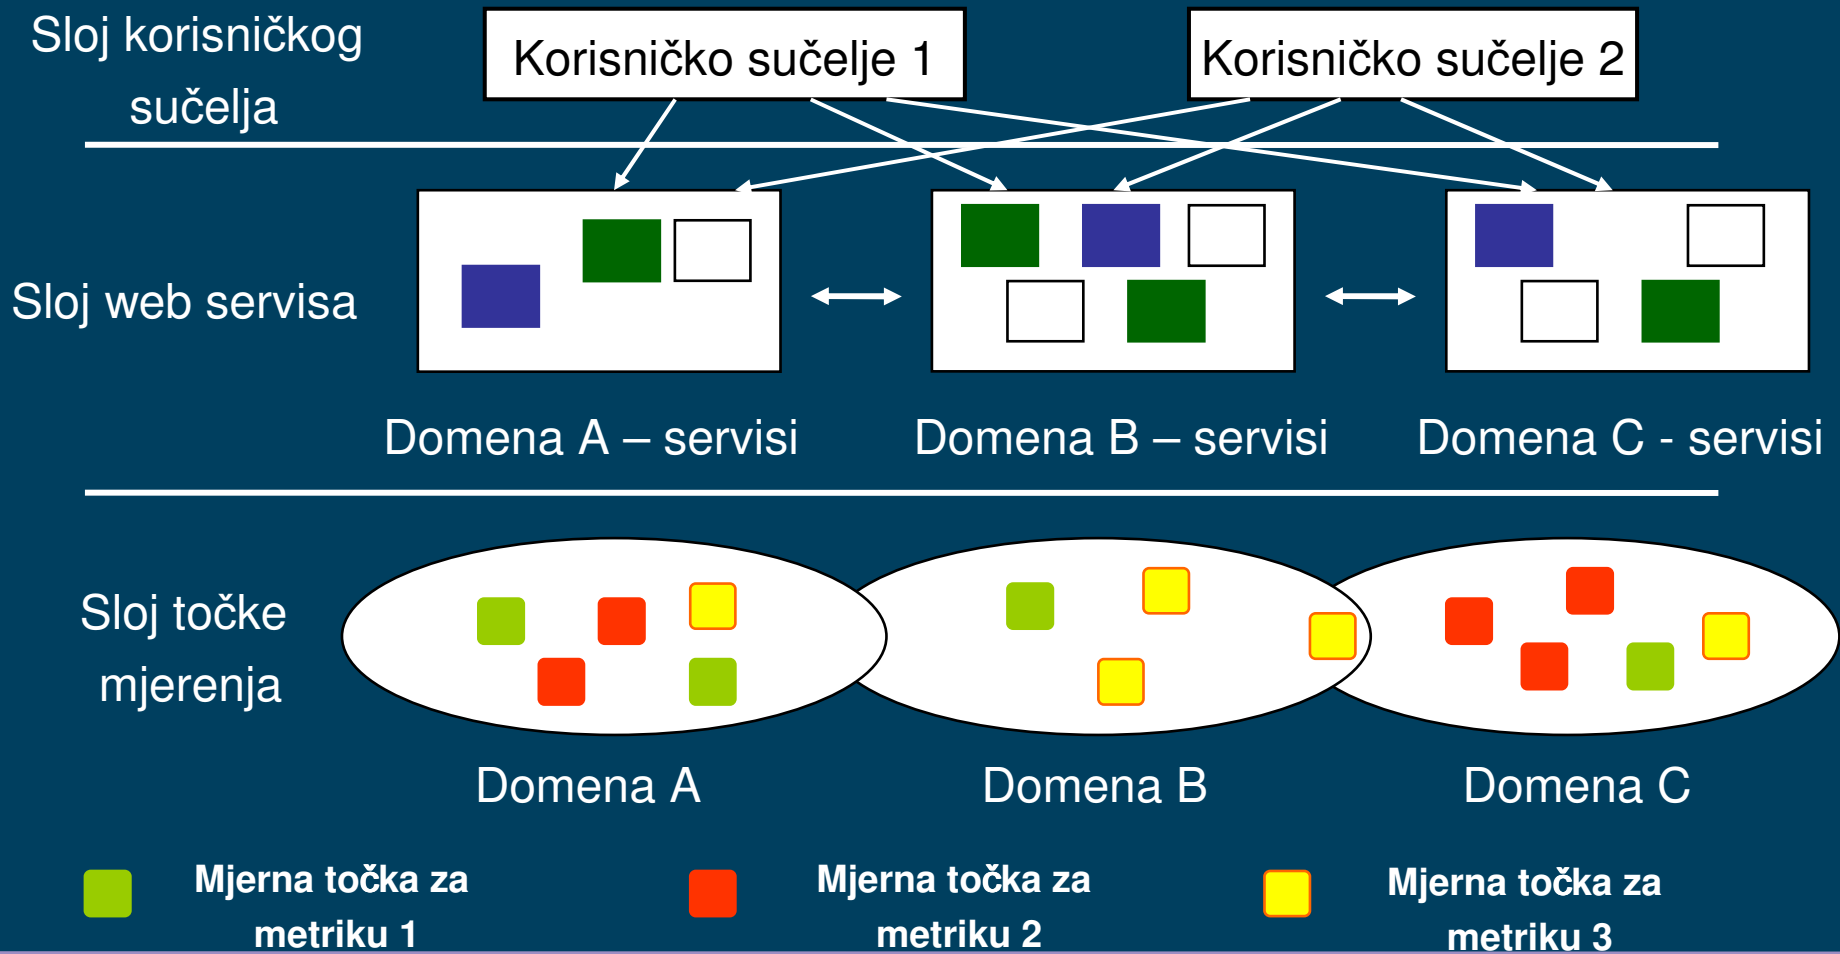 Sloj korisničkog
sučelja
Korisničko sučelje 1
Korisničko sučelje 2
Sloj web servisa
Domena A – servisi
Domena B – servisi
Domena C - servisi
Sloj točke
mjerenja
Domena A
Domena B
Domena C
Mjerna točka za
metriku 1
Mjerna točka za
metriku 2
Mjerna točka za
metriku 3